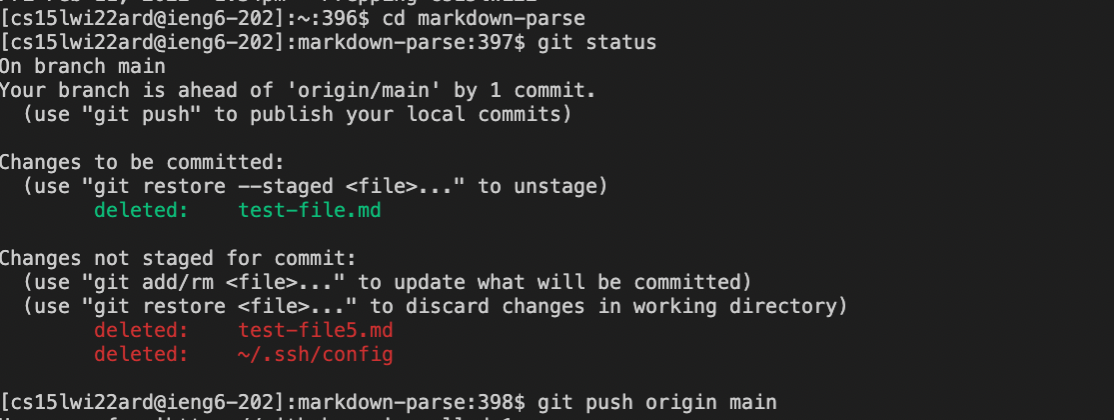 [cs15lwi22ard@ieng6-202]:~:396$ cd markdown-parse
[cs15lwi22ard@ieng6-202]:markdown-parse:397$ git status
On branch main
Your branch is ahead of 'origin/main' by 1 commit.
  (use "git push" to publish your local commits)

Changes to be committed:
  (use "git restore --staged <file>..." to unstage)
        deleted:    test-file.md

Changes not staged for commit:
  (use "git add/rm <file>..." to update what will be committed)
  (use "git restore <file>..." to discard changes in working directory)
        deleted:    test-file5.md
        deleted:    ~/.ssh/config

[cs15lwi22ard@ieng6-202]:markdown-parse:398$ git push origin main